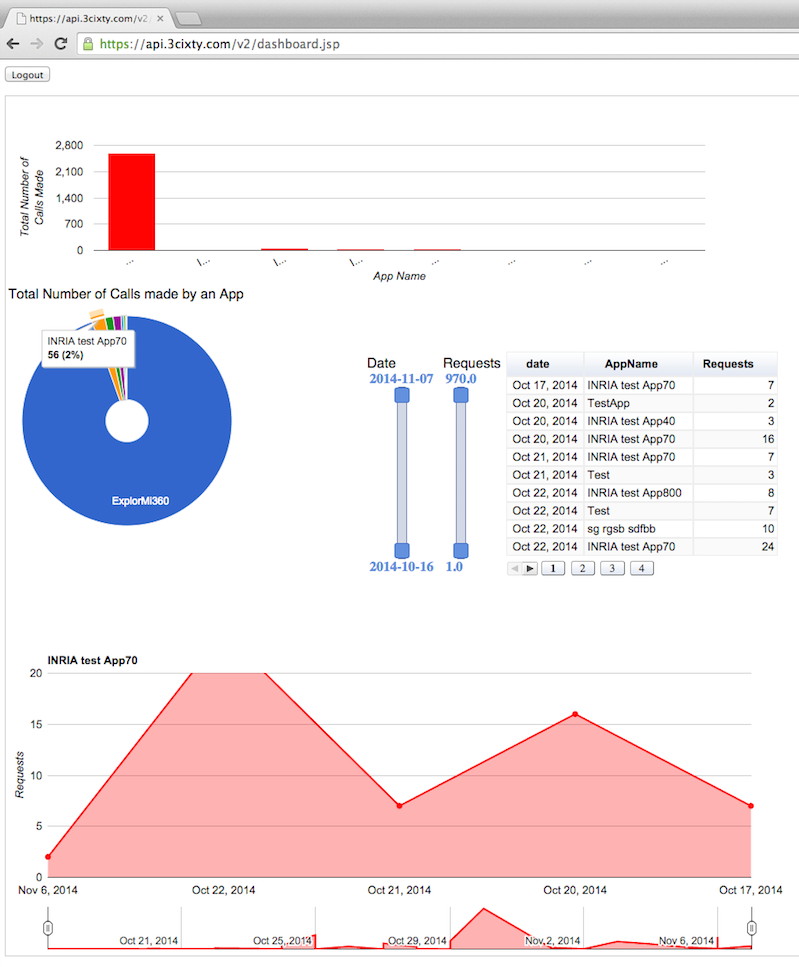 https://api.3cixty.com/v2/
https://api.3cixty.com/v2/dashboard.jsp
Logout
2,800
2,100
1,400
700
0
Total Number of
Calls Made
... \... \... \... ... ... ... ...
App Name
Total Number of Calls made by an App
INRIA test App70
56 (2%)
ExplorMi360
Date Requests
2014-11-07 970.0
2014-10-16 1.0
date AppName Requests
Oct 17, 2014 INRIA test App70 7
Oct 20, 2014 TestApp 2
Oct 20, 2014 INRIA test App40 3
Oct 20, 2014 INRIA test App70 16
Oct 21, 2014 INRIA test App70 7
Oct 21, 2014 Test 3
Oct 22, 2014 INRIA test App800 8
Oct 22, 2014 Test 7
Oct 22, 2014 sg rgsb sdfbb 10
Oct 22, 2014 INRIA test App70 24
1 2 3 4
INRIA test App70
20
15
10
5
0
Requests
Nov 6, 2014 Oct 22, 2014 Oct 21, 2014 Oct 20, 2014 Oct 17, 2014
Oct 21, 2014 Oct 25, 2014 Oct 29, 2014 Nov 2, 2014 Nov 6, 2014